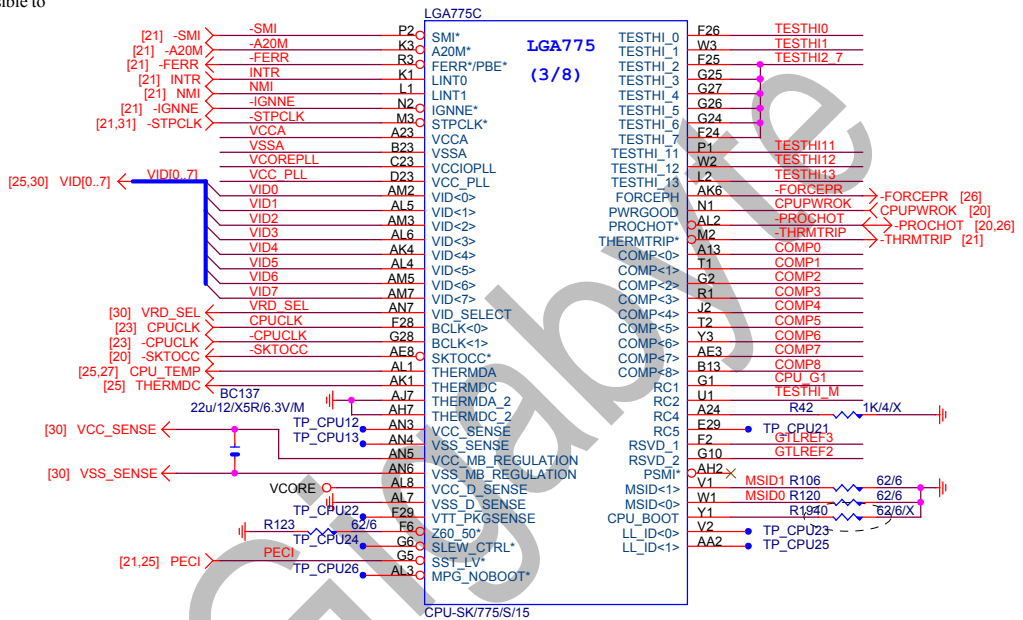 sible to
LGA775C
LGA775
(3/8)
[21] -SMI -SMI P2 SMI* TESTHI_0 F26 TESTHI0
[21] -A20M -A20M K3 A20M* TESTHI_1 W3 TESTHI1
[21] -FERR -FERR R3 FERR*/PBE* TESTHI_2 F25 TESTHI2_7
[21] INTR INTR K1 LINT0 TESTHI_3 G25
[21] NMI NMI L1 LINT1 TESTHI_4 G27
[21] -IGNNE -IGNNE N2 IGNNE* TESTHI_5 G26
[21,31] -STPCLK -STPCLK M3 STPCLK* TESTHI_6 G24
VCCA A23 VCCA TESTHI_7 F24
VSSA B23 VSSA TESTHI_11 P1 TESTHI11
VCOREPLL C23 VCCIOPLL TESTHI_12 W2 TESTHI12
VCC_PLL D23 VCC_PLL TESTHI_13 L2 TESTHI13
[25,30] VID[0..7] VID[0..7]
VID0 AM2 VID<0> FORCEPH AK6 -FORCEPR -FORCEPR [26]
VID1 AL5 VID<1> PWRGOOD N1 CPUPWROK CPUPWROK [20]
VID2 AM3 VID<2> PROCHOT* AL2 -PROCHOT -PROCHOT [20,26]
VID3 AL6 VID<3> THERMTRIP* M2 -THRMTRIP -THRMTRIP [21]
VID4 AK4 VID<4> COMP<0> A13 COMP0
VID5 AL4 VID<5> COMP<1> T1 COMP1
VID6 AM5 VID<6> COMP<2> G2 COMP2
VID7 AM7 VID<7> COMP<3> R1 COMP3
[30] VRD_SEL VRD_SEL AN7 VID_SELECT COMP<4> J2 COMP4
[23] CPUCLK CPUCLK F28 BCLK<0> COMP<5> T2 COMP5
[23] -CPUCLK -CPUCLK G28 BCLK<1> COMP<6> Y3 COMP6
[20] -SKTOCC -SKTOCC AE8 SKTOCC* COMP<7> AE3 COMP7
[25,27] CPU_TEMP AL1 THERMDA COMP<8> B13 COMP8
[25] THERMDC AK1 THERMDC RC1 G1 CPU_G1
BC137
22u/12/X5R/6.3V/M
AJ7 THERMDA_2 RC2 U1 TESTHI_M
AH7 THERMDC_2 RC4 A24 R42 1K/4/X
TP_CPU12 AN3 VCC_SENSE RC5 E29 TP_CPU21
TP_CPU13 AN4 VSS_SENSE RSVD_1 F2 GTLREF3
[30] VCC_SENSE AN5 VCC_MB_REGULATION RSVD_2 G10 GTLREF2
[30] VSS_SENSE AN6 VSS_MB_REGULATION PSMI* AH2
VCORE AL8 VCC_D_SENSE MSID<1> V1 MSID1 R106 62/6
AL7 VSS_D_SENSE MSID<0> W1 MSID0 R120 62/6
TP_CPU22 F29 VTT_PKGSENSE CPU_BOOT Y1 R1940 62/6/X
R123 62/6 F6 Z60_50* LL_ID<0> V2 TP_CPU23
TP_CPU24 G6 SLEW_CTRL* LL_ID<1> AA2 TP_CPU25
[21,25] PECI PECI G5 SST_LV*
TP_CPU26 AL3 MPG_NOBOOT*
CPU-SK/775/S/15
Gigabyte